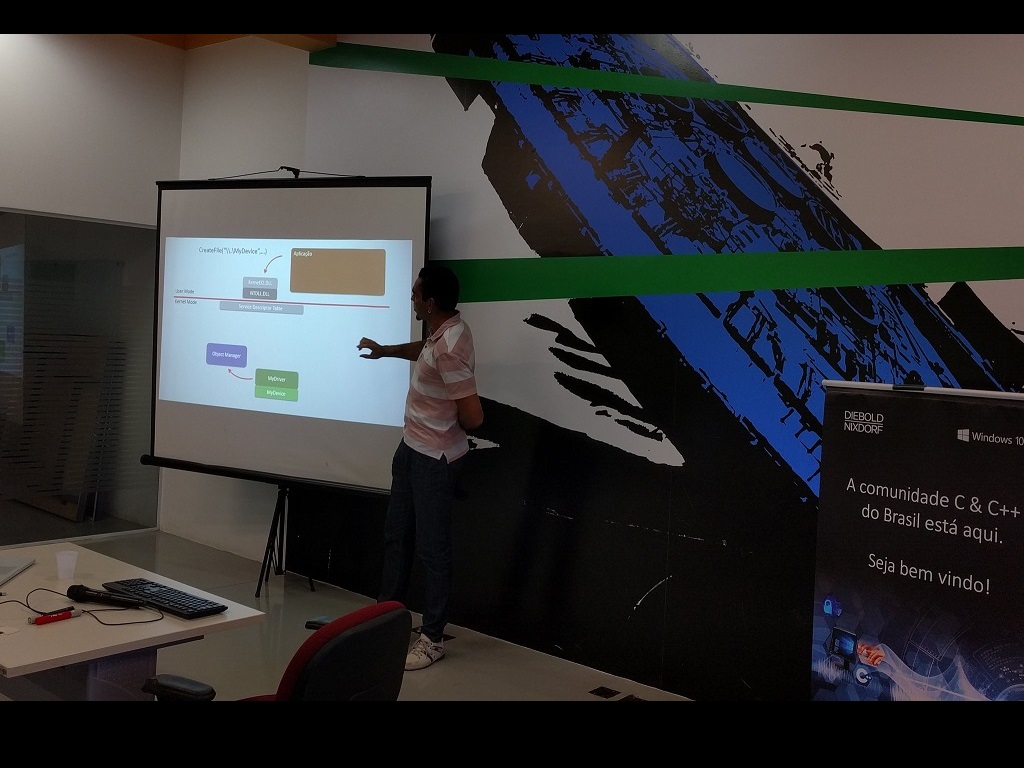 CreateFile("\\.\MyDevice",...)
Aplicação
Kernel32.DLL
NTDLL.DLL
User Mode
Kernel Mode
Service Descriptor Table
Object Manager
MyDriver
MyDevice
DIEBOLD
NIXDORF
Windows 10
A comunidade C & C++
do Brasil está aqui.
Seja bem vindo!